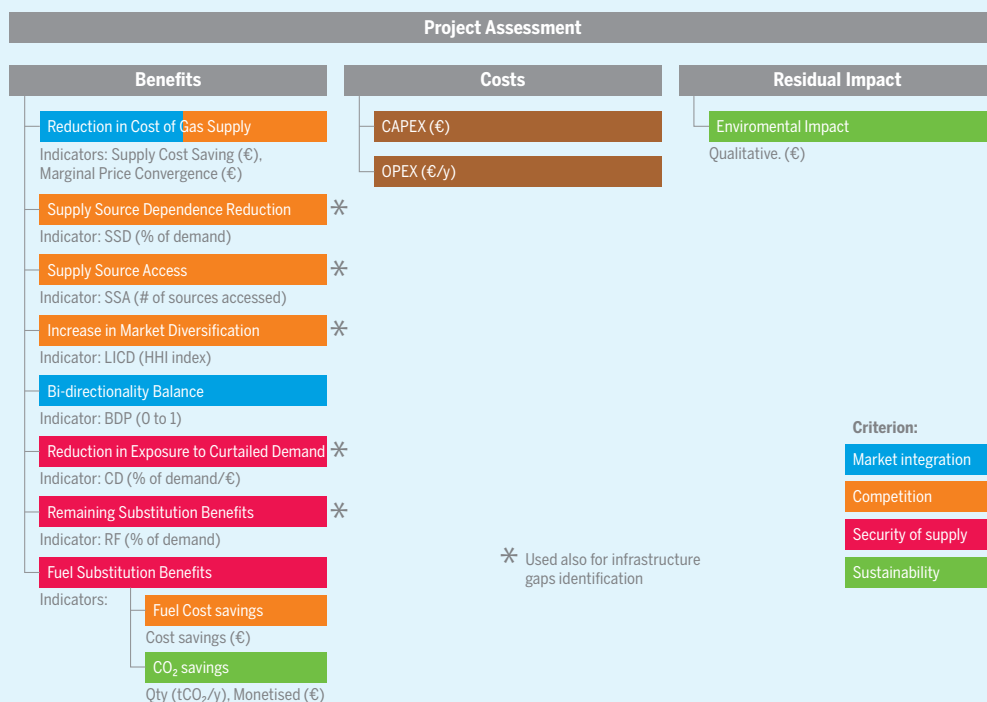 Project Assessment
Benefits
Reduction in Cost of Gas Supply
Indicators: Supply Cost Saving (€),
Marginal Price Convergence (€)
Supply Source Dependence Reduction *
Indicator: SSD (% of demand)
Supply Source Access *
Indicator: SSA (# of sources accessed)
Increase in Market Diversification *
Indicator: LICD (HHI index)
Bi-directionality Balance
Indicator: BDP (0 to 1)
Reduction in Exposure to Curtailed Demand *
Indicator: CD (% of demand/€)
Remaining Substitution Benefits *
Indicator: RF (% of demand)
Fuel Substitution Benefits
Indicators:
Fuel Cost savings
Cost savings (€)
CO₂ savings
Qty (tCO₂/y), Monetised (€)
Costs
CAPEX (€)
OPEX (€/y)
* Used also for infrastructure
gaps identification
Residual Impact
Enviromental Impact
Qualitative. (€)
Criterion:
Market integration
Competition
Security of supply
Sustainability